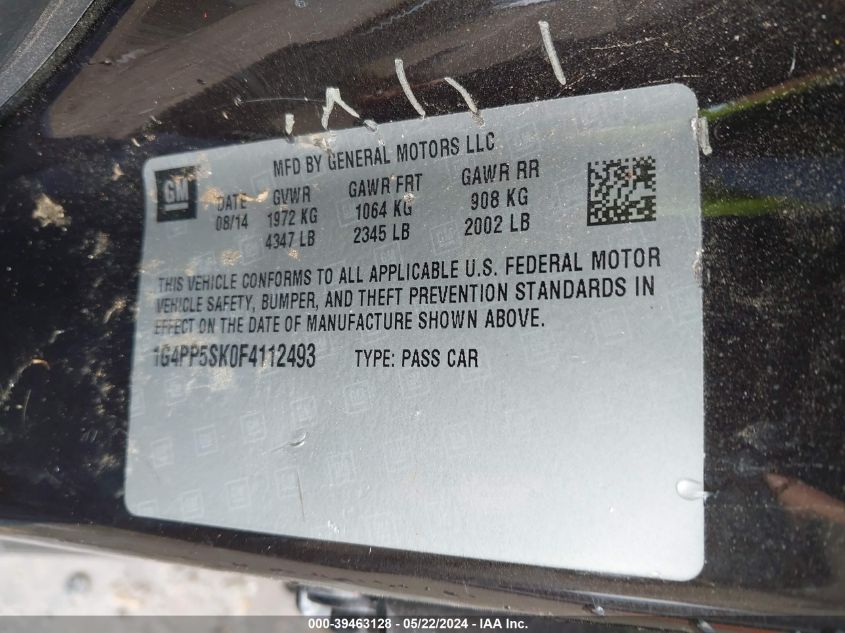 MFD BY GENERAL MOTORS LLC
GM
DATE GVWR GAWR FRT GAWR RR
08/14 1972 KG 1064 KG 908 KG
4347 LB 2345 LB 2002 LB
THIS VEHICLE CONFORMS TO ALL APPLICABLE U.S. FEDERAL MOTOR
VEHICLE SAFETY, BUMPER, AND THEFT PREVENTION STANDARDS IN
EFFECT ON THE DATE OF MANUFACTURE SHOWN ABOVE.
1G4PP5SK0F4112493 TYPE: PASS CAR
000-39463128 - 05/22/2024 - IAA Inc.